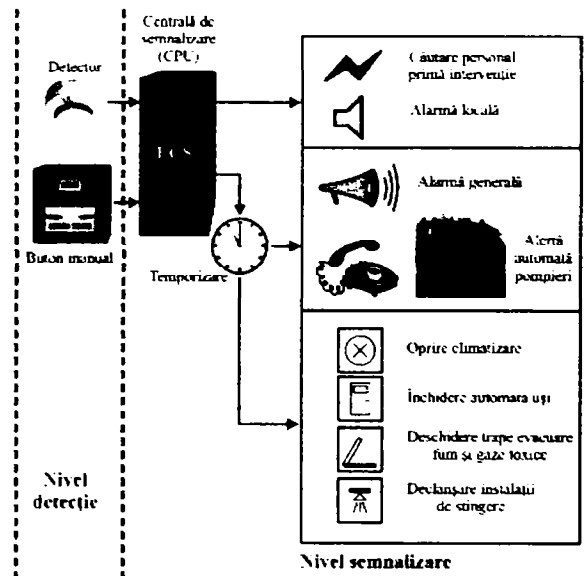 Centrală de
semnalizare
(CPU)
Detector
ECS
Buton manual
Temporizare
Căutare personal
primă intervenție
Alarmă locală
Alarmă generală
Alertă
automată
pompieri
Oprire climatizare
Închidere automata uși
Deschidere trape evacuare
fum și gaze toxice
Declanșare instalații
de stingere
Nivel
detecție
Nivel semnalizare